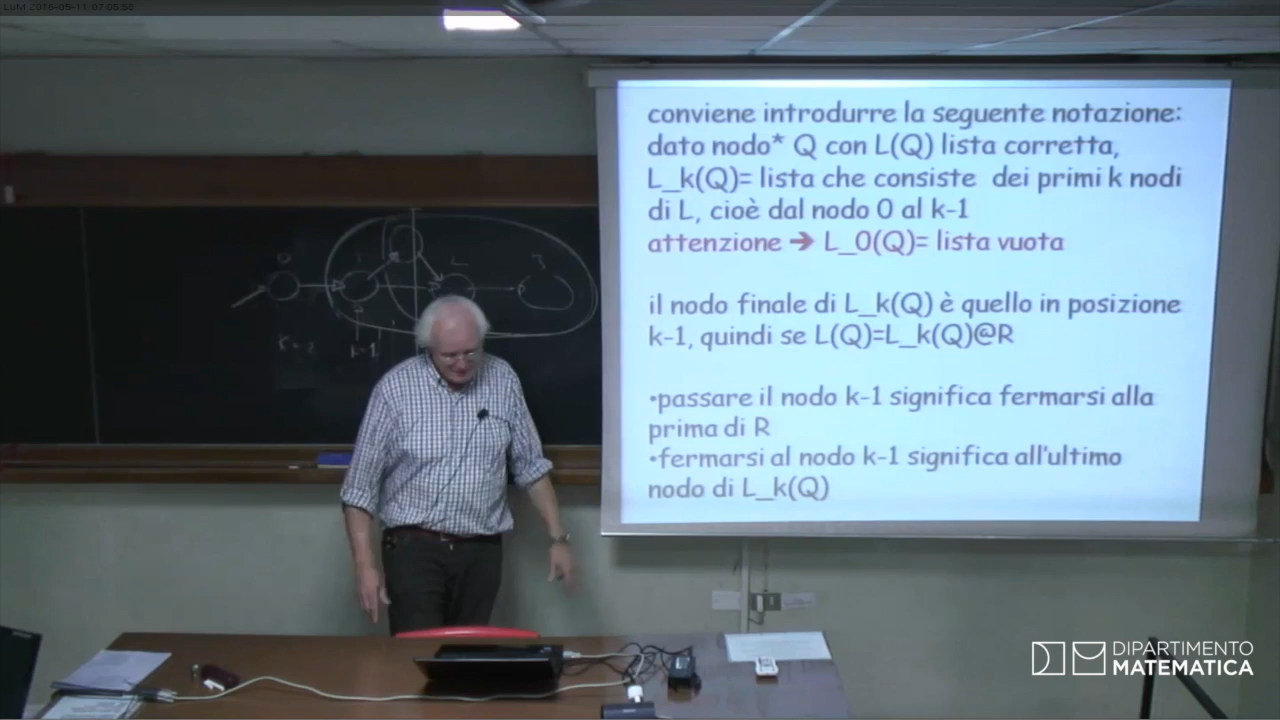 conviene introdurre la seguente notazione:
dato nodo* Q con L(Q) lista corretta,
L_k(Q)= lista che consiste dei primi k nodi
di L, cioè dal nodo 0 al k-1
attenzione ➔ L_0(Q)= lista vuota
il nodo finale di L_k(Q) è quello in posizione
k-1, quindi se L(Q)=L_k(Q)@R
•passare il nodo k-1 significa fermarsi alla
prima di R
•fermarsi al nodo k-1 significa all'ultimo
nodo di L_k(Q)
DIPARTIMENTO
MATEMATICA